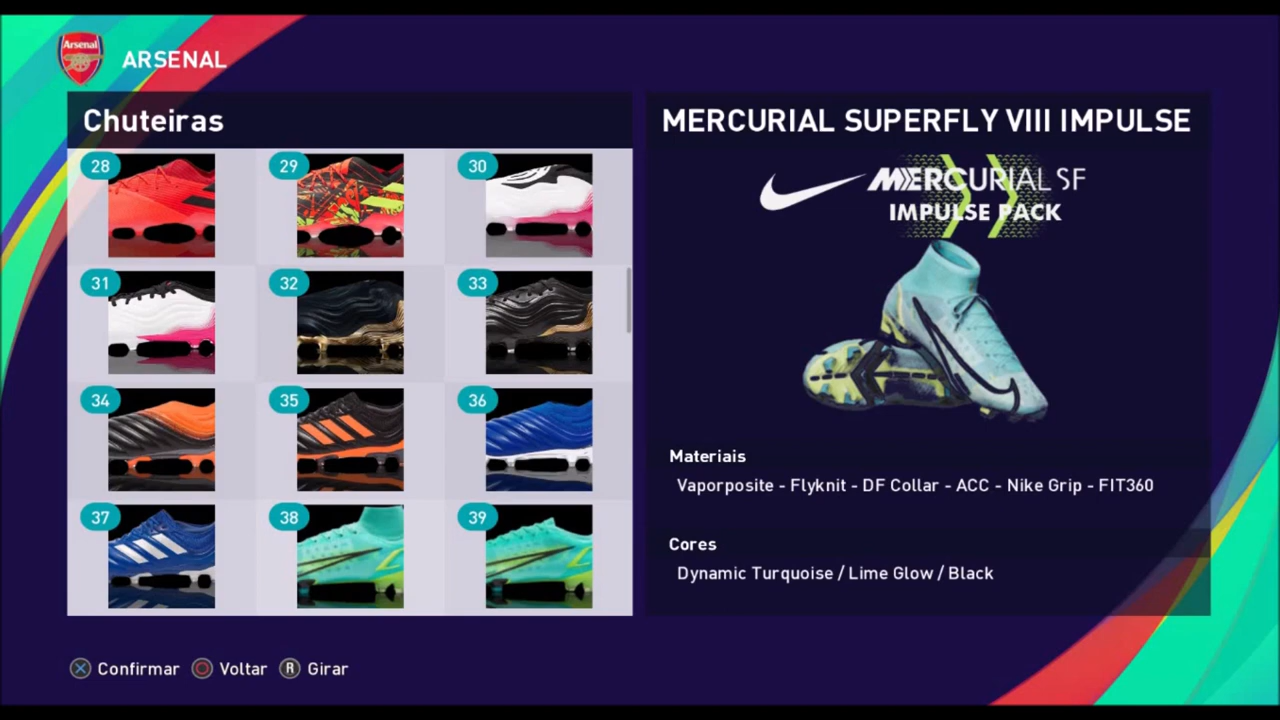 Arsenal
ARSENAL
Chuteiras
28
29
30
31
32
33
34
35
36
37
38
39
MERCURIAL SUPERFLY VIII IMPULSE
MERCURIAL SF
IMPULSE PACK
Materiais
Vaporposite - Flyknit - DF Collar - ACC - Nike Grip - FIT360
Cores
Dynamic Turquoise / Lime Glow / Black
Confirmar
Voltar
R Girar